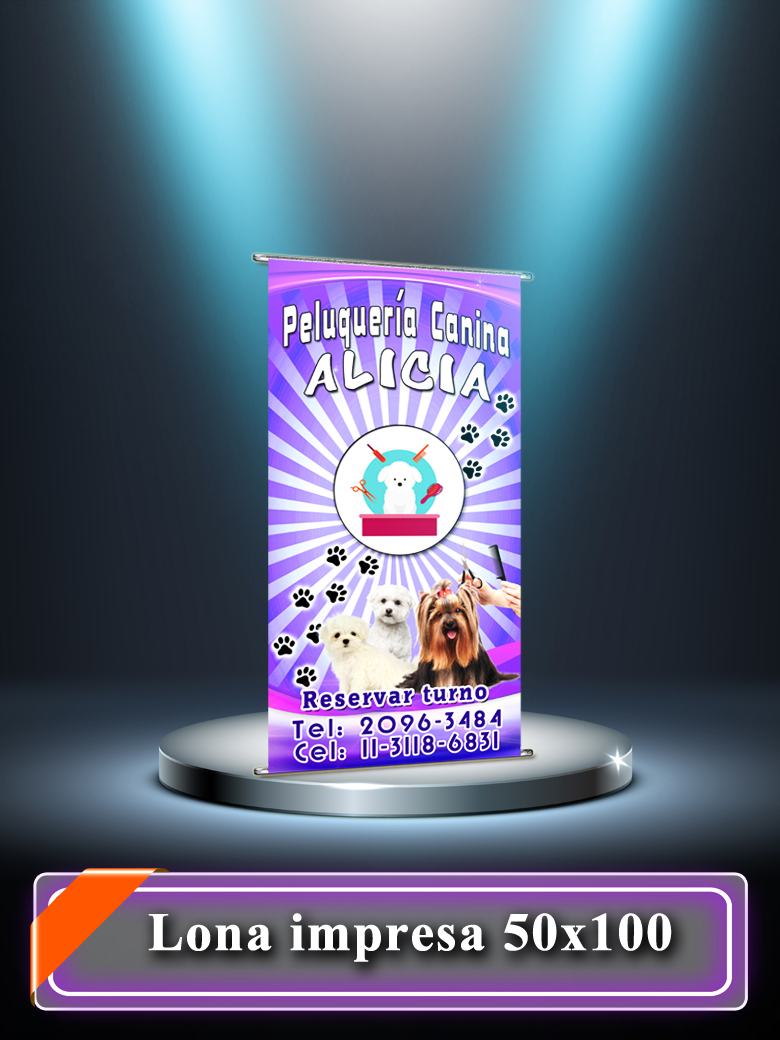 Peluquería Canina
ALICIA
Reservar turno
Tel: 2096-3484
Cel: 11-3118-6831
Lona impresa 50x100